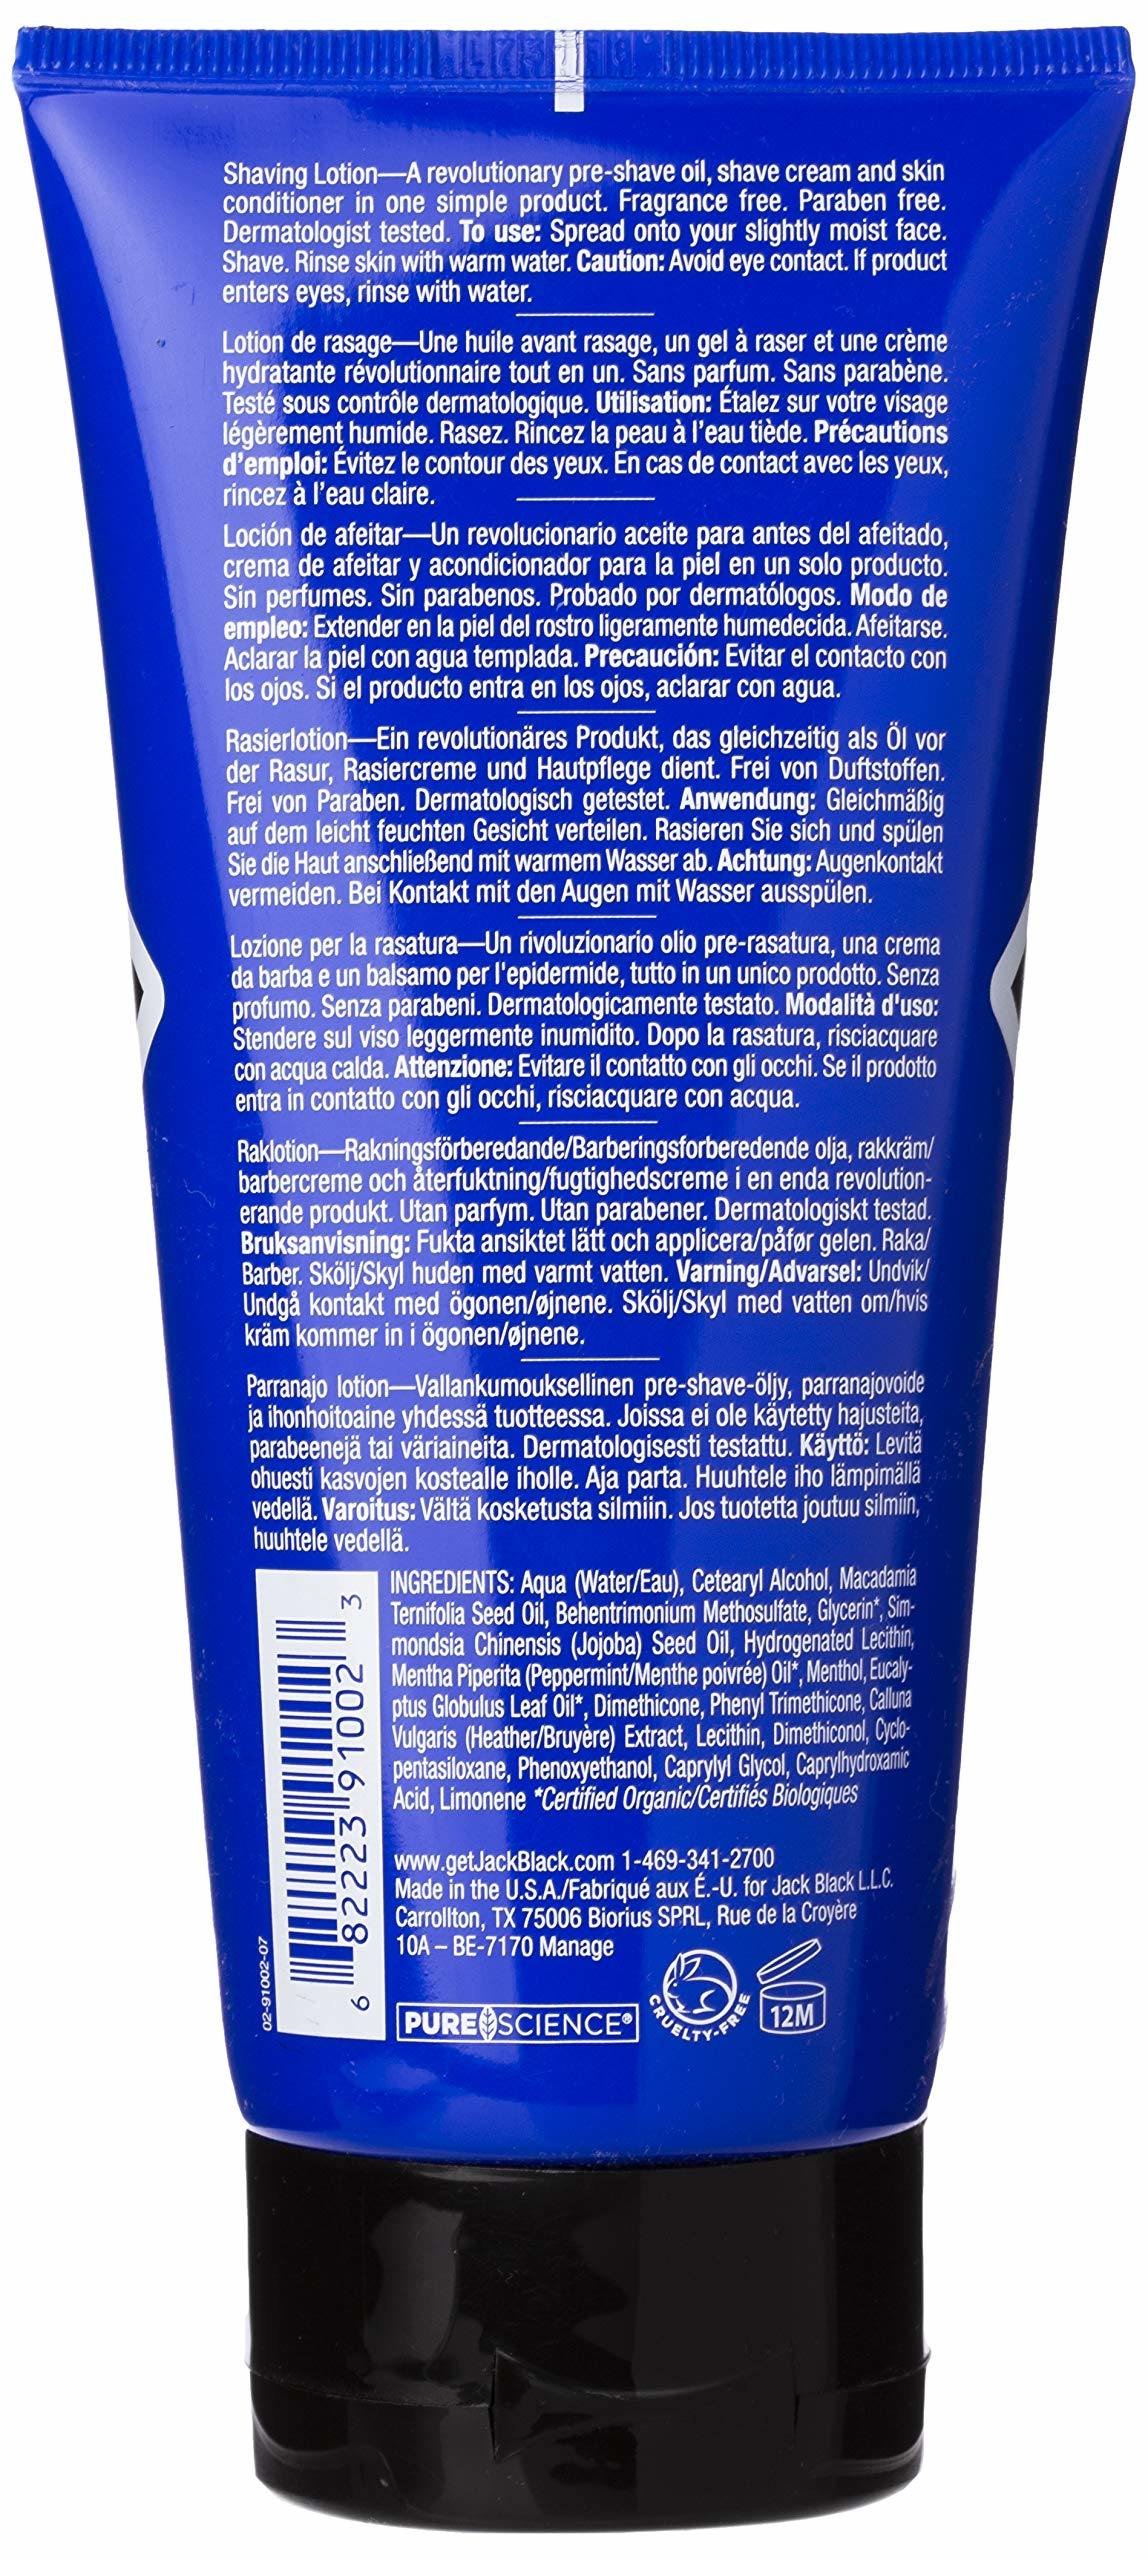 Shaving Lotion—A revolutionary pre-shave oil, shave cream and skin
conditioner in one simple product. Fragrance free. Paraben free.
Dermatologist tested. To use: Spread onto your slightly moist face.
Shave. Rinse skin with warm water. Caution: Avoid eye contact. If product
enters eyes, rinse with water.
Lotion de rasage—Une huile avant rasage, un gel à raser et une crème
hydratante révolutionnaire tout en un. Sans parfum. Sans parabène.
Testé sous contrôle dermatologique. Utilisation: Étalez sur votre visage
légèrement humide. Rasez. Rincez la peau à l'eau tiède. Précautions
d'emploi: Évitez le contour des yeux. En cas de contact avec les yeux,
rincez à l'eau claire.
Loción de afeitar—Un revolucionario aceite para antes del afeitado,
crema de afeitar y acondicionador para la piel en un solo producto.
Sin perfumes. Sin parabenos. Probado por dermatólogos. Modo de
empleo: Extender en la piel del rostro ligeramente humedecida. Afeitarse.
Aclarar la piel con agua templada. Precaución: Evitar el contacto con
los ojos. Si el producto entra en los ojos, aclarar con agua.
Rasierlotion—Ein revolutionäres Produkt, das gleichzeitig als Öl vor
der Rasur, Rasiercreme und Hautpflege dient. Frei von Duftstoffen.
Frei von Paraben. Dermatologisch getestet. Anwendung: Gleichmäßig
auf dem leicht feuchten Gesicht verteilen. Rasieren Sie sich und spülen
Sie die Haut anschließend mit warmem Wasser ab. Achtung: Augenkontakt
vermeiden. Bei Kontakt mit den Augen mit Wasser ausspülen.
Lozione per la rasatura—Un rivoluzionario olio pre-rasatura, una crema
da barba e un balsamo per l'epidermide, tutto in un unico prodotto. Senza
profumo. Senza parabeni. Dermatologicamente testato. Modalità d'uso:
Stendere sul viso leggermente inumidito. Dopo la rasatura, risciacquare
con acqua calda. Attenzione: Evitare il contatto con gli occhi. Se il prodotto
entra in contatto con gli occhi, risciacquare con acqua.
Raklotion—Rakningsförberedande/Barberingsforberedende olja, rakkräm/
barbercreme och återfuktning/fugtighedscreme i en enda revolution-
erande produkt. Utan parfym. Utan parabener. Dermatologiskt testad.
Bruksanvisning: Fukta ansiktet lätt och applicera/påfør gelen. Raka/
Barber. Skölj/Skyl huden med varmt vatten. Varning/Advarsel: Undvik/
Undgå kontakt med ögonen/øjnene. Skölj/Skyl med vatten om/hvis
kräm kommer in i ögonen/øjnene.
Parranajo lotion—Vallankumouksellinen pre-shave-öljy, parranajovoide
ja ihonhoitoaine yhdessä tuotteessa. Joissa ei ole käytetty hajusteita,
parabeenejä tai väriaineita. Dermatologisesti testattu. Käyttö: Levitä
ohuesti kasvojen kostealle iholle. Aja parta. Huuhtele iho lämpimällä
vedellä. Varoitus: Vältä kosketusta silmiin. Jos tuotetta joutuu silmiin,
huuhtele vedellä.
INGREDIENTS: Aqua (Water/Eau), Cetearyl Alcohol, Macadamia
Ternifolia Seed Oil, Behentrimonium Methosulfate, Glycerin*, Sim-
mondsia Chinensis (Jojoba) Seed Oil, Hydrogenated Lecithin,
Mentha Piperita (Peppermint/Menthe poivrée) Oil*, Menthol, Eucaly-
ptus Globulus Leaf Oil*, Dimethicone, Phenyl Trimethicone, Calluna
Vulgaris (Heather/Bruyère) Extract, Lecithin, Dimethiconol, Cyclo-
pentasiloxane, Phenoxyethanol, Caprylyl Glycol, Caprylhydroxamic
Acid, Limonene *Certified Organic/Certifiés Biologiques
www.getJackBlack.com 1-469-341-2700
Made in the U.S.A./Fabriqué aux É.-U. for Jack Black L.L.C.
Carrollton, TX 75006 Biorius SPRL, Rue de la Croyère
10A – BE-7170 Manage
PURE SCIENCE®
CRUELTY-FREE
12M
6 82223 91002 3
02-91002-07